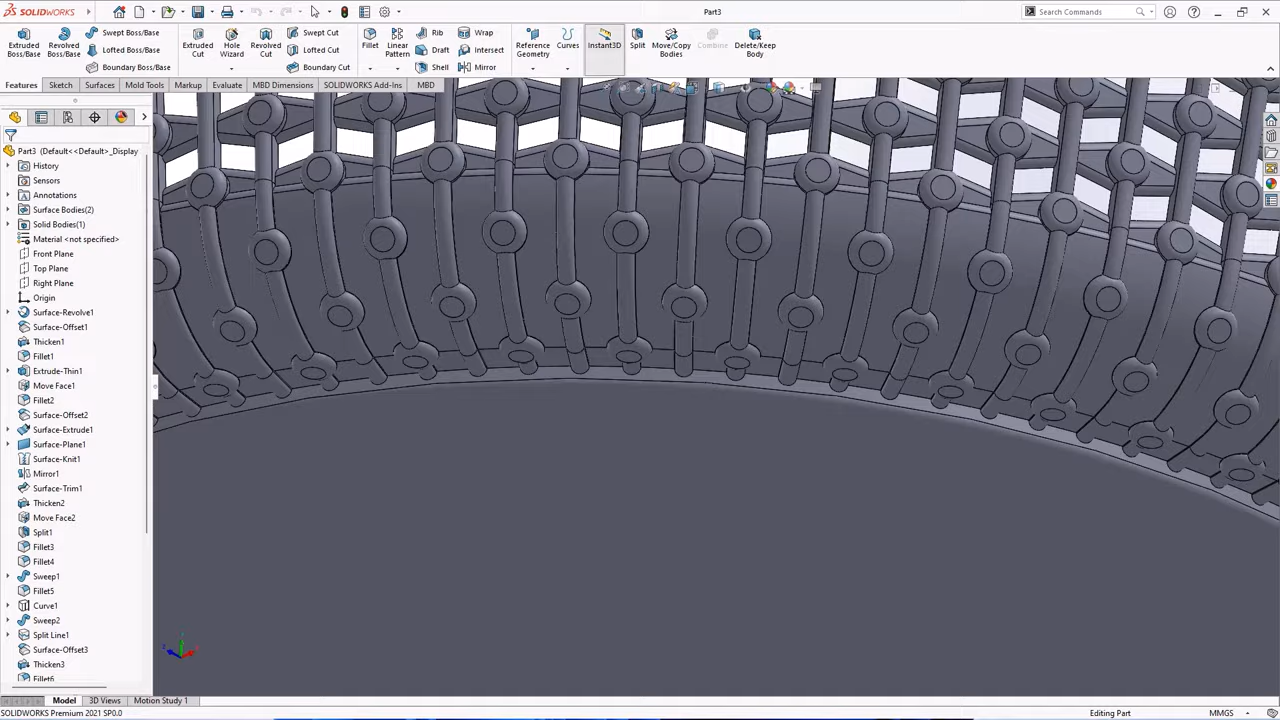 SOLIDWORKS
Part3
Search Commands
Extruded Boss/Base
Revolved Boss/Base
Swept Boss/Base
Lofted Boss/Base
Boundary Boss/Base
Extruded Cut
Hole Wizard
Revolved Cut
Swept Cut
Lofted Cut
Boundary Cut
Fillet
Linear Pattern
Rib
Draft
Shell
Wrap
Intersect
Mirror
Reference Geometry
Curves
Instant3D
Split
Move/Copy Bodies
Combine
Delete/Keep Body
Features
Sketch
Surfaces
Mold Tools
Markup
Evaluate
MBD Dimensions
SOLIDWORKS Add-Ins
MBD
Part3 (Default<<Default>_Display
History
Sensors
Annotations
Surface Bodies(2)
Solid Bodies(1)
Material <not specified>
Front Plane
Top Plane
Right Plane
Origin
Surface-Revolve1
Surface-Offset1
Thicken1
Fillet1
Extrude-Thin1
Move Face1
Fillet2
Surface-Offset2
Surface-Extrude1
Surface-Plane1
Surface-Knit1
Mirror1
Surface-Trim1
Thicken2
Move Face2
Split1
Fillet3
Fillet4
Sweep1
Fillet5
Curve1
Sweep2
Split Line1
Surface-Offset3
Thicken3
Fillet6
Model
3D Views
Motion Study 1
SOLIDWORKS Premium 2021 SP0.0
Editing Part
MMGS